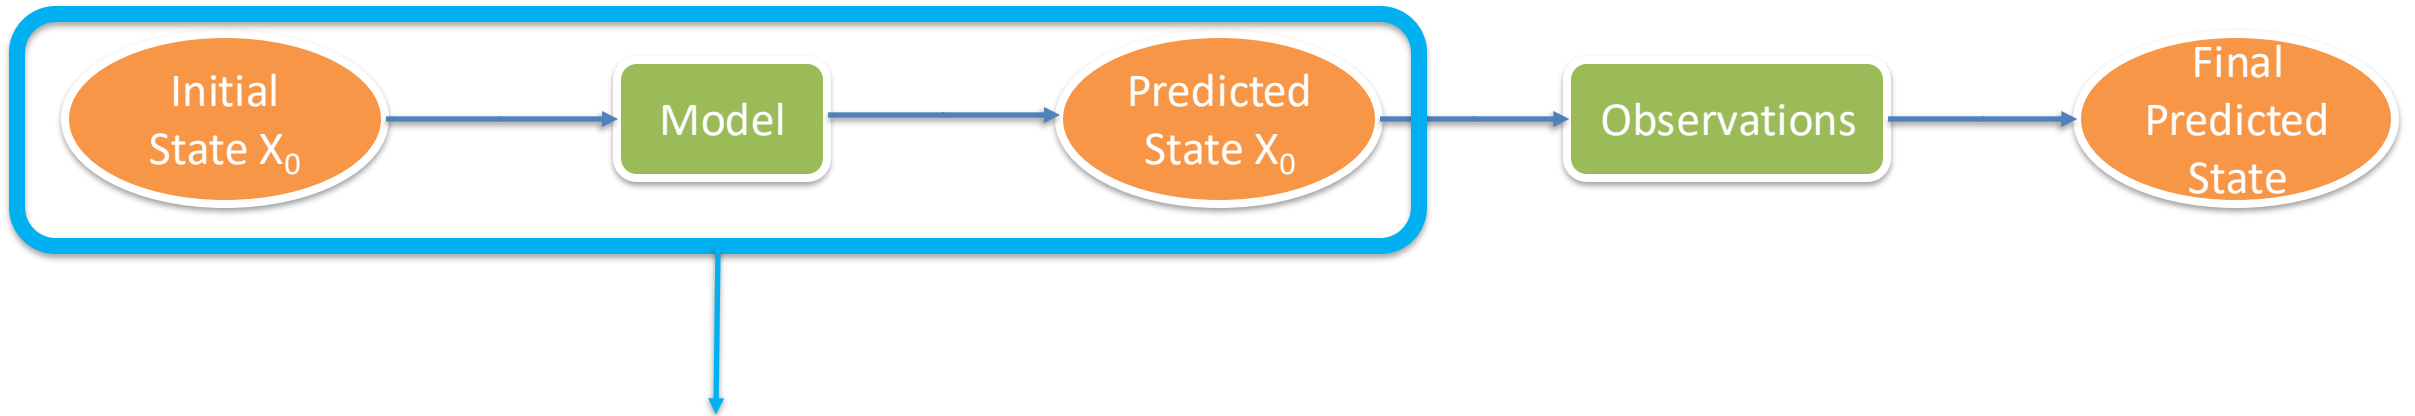 Initial
State X₀
Model
Predicted
State X₀
Observations
Final
Predicted
State